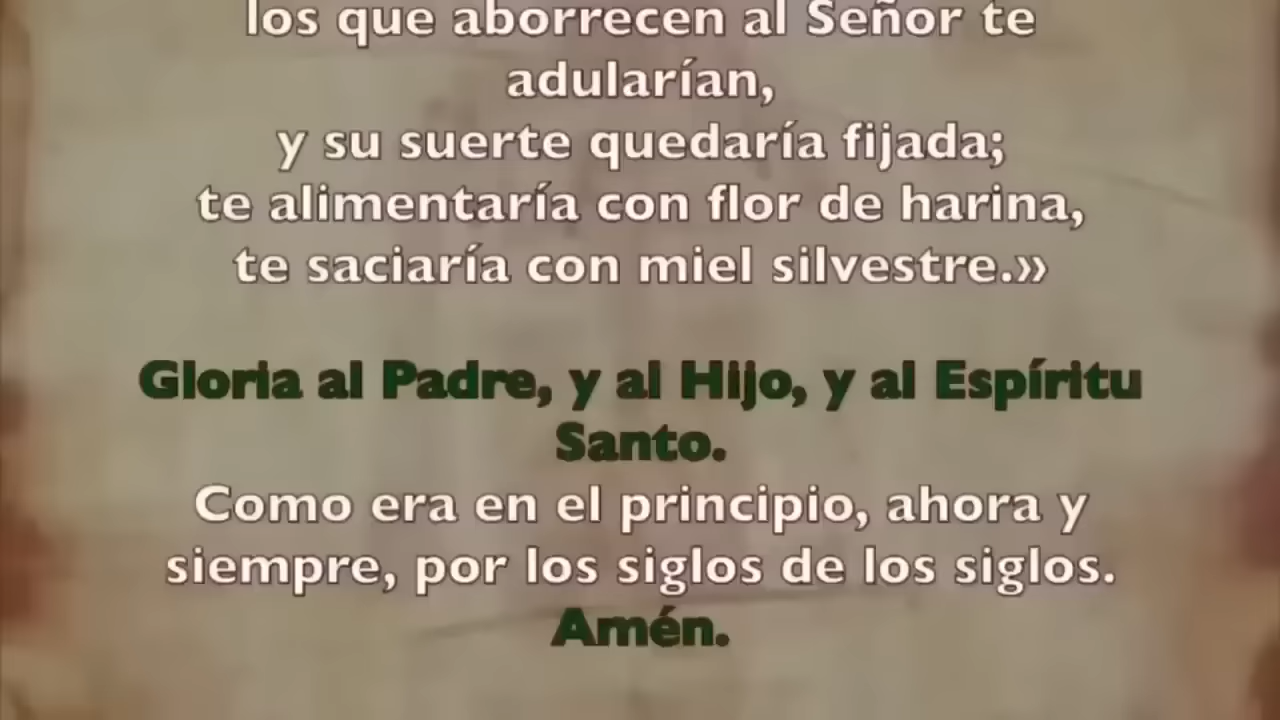 los que aborrecen al Señor te
adularían,
y su suerte quedaría fijada;
te alimentaría con flor de harina,
te saciaría con miel silvestre.»
Gloria al Padre, y al Hijo, y al Espíritu
Santo.
Como era en el principio, ahora y
siempre, por los siglos de los siglos.
Amén.